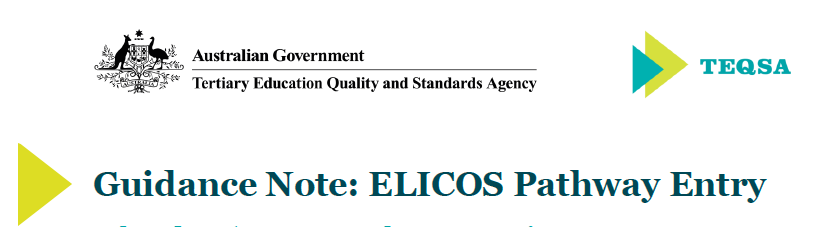 Australian Government
Tertiary Education Quality and Standards Agency
TEQSA
Guidance Note: ELICOS Pathway Entry